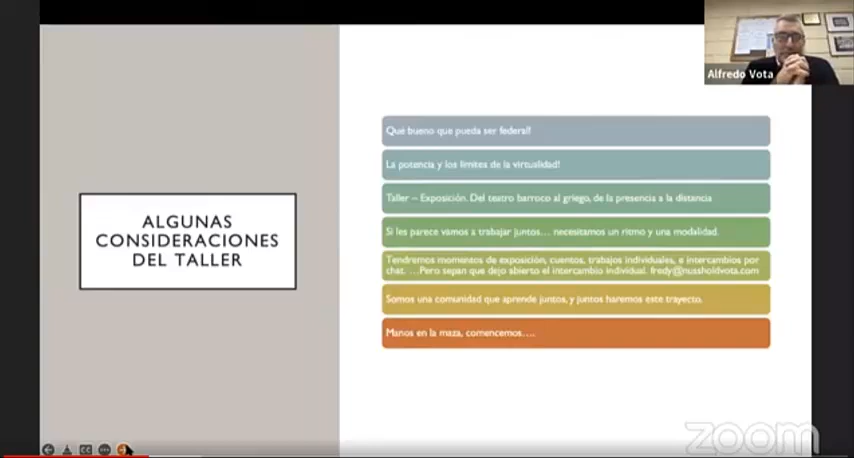 Alfredo Vota
ALGUNAS
CONSIDERACIONES
DEL TALLER
Qué bueno que pueda ser federal!
La potencia y los límites de la virtualidad!
Taller – Exposición. Del teatro barroco al griego, de la presencia a la distancia
Si les parece vamos a trabajar juntos… necesitamos un ritmo y una modalidad.
Tendremos momentos de exposición, cuentos, trabajos individuales, e intercambios por
chat. …Pero sepan que dejo abierto el intercambio individual. fredy@nussholdvota.com
Somos una comunidad que aprende juntos, y juntos haremos este trayecto.
Manos en la maza, comencemos….
zoom